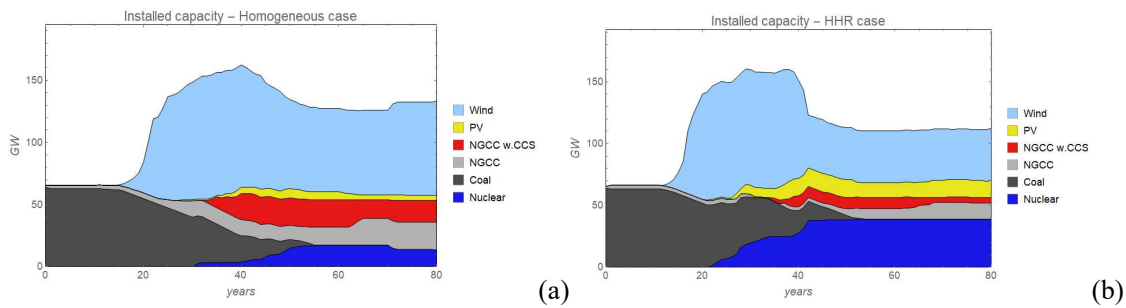 Installed capacity – Homogeneous case
GW
150
100
50
0
0 20 40 60 80
years
Wind
PV
NGCC w.CCS
NGCC
Coal
Nuclear
(a)
Installed capacity – HHR case
GW
150
100
50
0
0 20 40 60 80
years
Wind
PV
NGCC w.CCS
NGCC
Coal
Nuclear
(b)